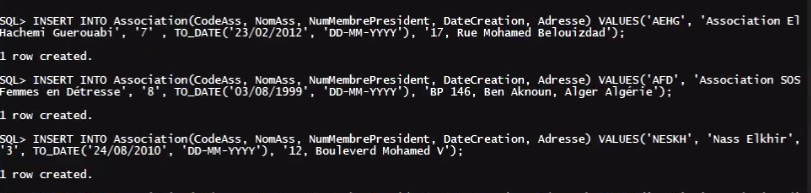 SQL> INSERT INTO Association(CodeAss, NomAss, NumMembrePresident, DateCreation, Adresse) VALUES('AEHG', 'Association El
Hachemi Guerouabi', '7' , TO_DATE('23/02/2012', 'DD-MM-YYYY'), '17, Rue Mohamed Belouizdad');
1 row created.
SQL> INSERT INTO Association(CodeAss, NomAss, NumMembrePresident, DateCreation, Adresse) VALUES('AFD', 'Association SOS
Femmes en Détresse', '8', TO_DATE('03/08/1999', 'DD-MM-YYYY'), 'BP 146, Ben Aknoun, Alger Algérie');
1 row created.
SQL> INSERT INTO Association(CodeAss, NomAss, NumMembrePresident, DateCreation, Adresse) VALUES('NESKH', 'Nass Elkhir',
'3', TO_DATE('24/08/2010', 'DD-MM-YYYY'), '12, Bouleverd Mohamed V');
1 row created.